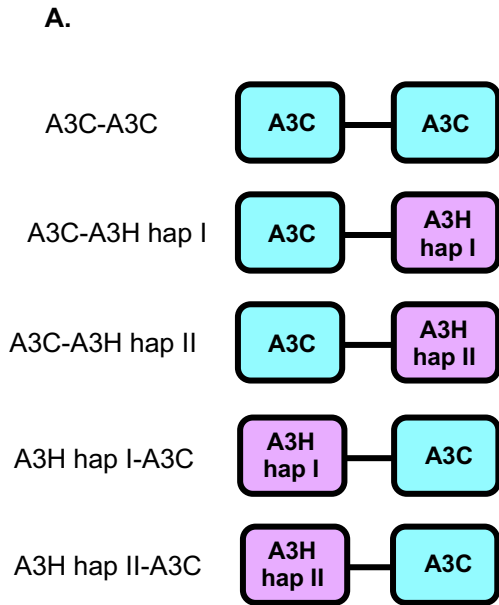 A.
A3C-A3C
A3C
A3C
A3C-A3H hap I
A3C
A3H
hap I
A3C-A3H hap II
A3C
A3H
hap II
A3H hap I-A3C
A3H
hap I
A3C
A3H hap II-A3C
A3H
hap II
A3C